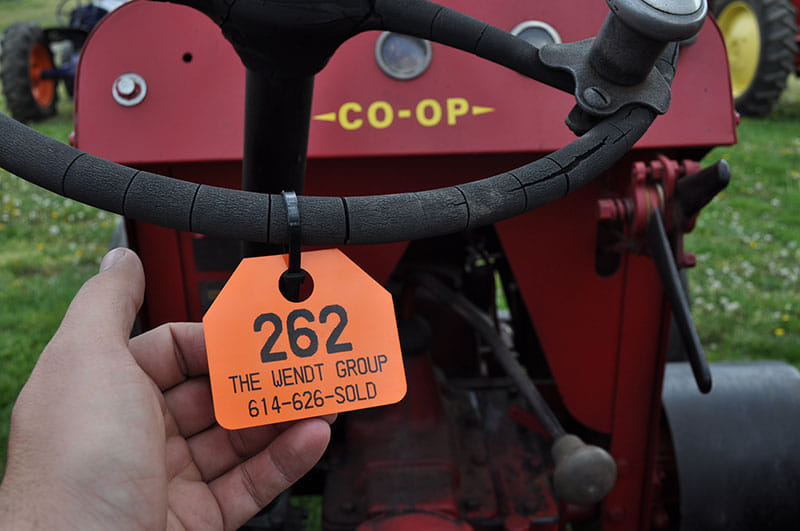 CO-OP
262
THE WENDT GROUP
614-626-SOLD